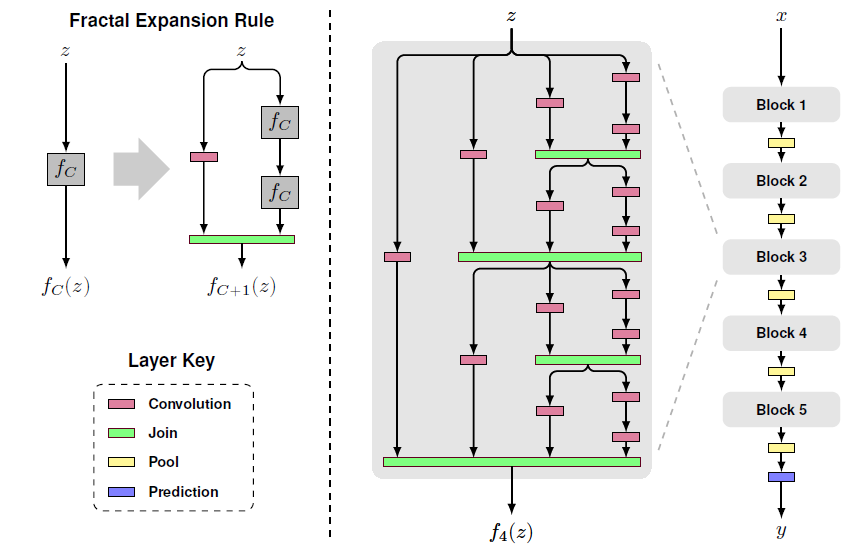 Fractal Expansion Rule
z
f_C
f_C(z)
z
f_C
f_C
f_{C+1}(z)
Layer Key
Convolution
Join
Pool
Prediction
z
f_4(z)
x
Block 1
Block 2
Block 3
Block 4
Block 5
y